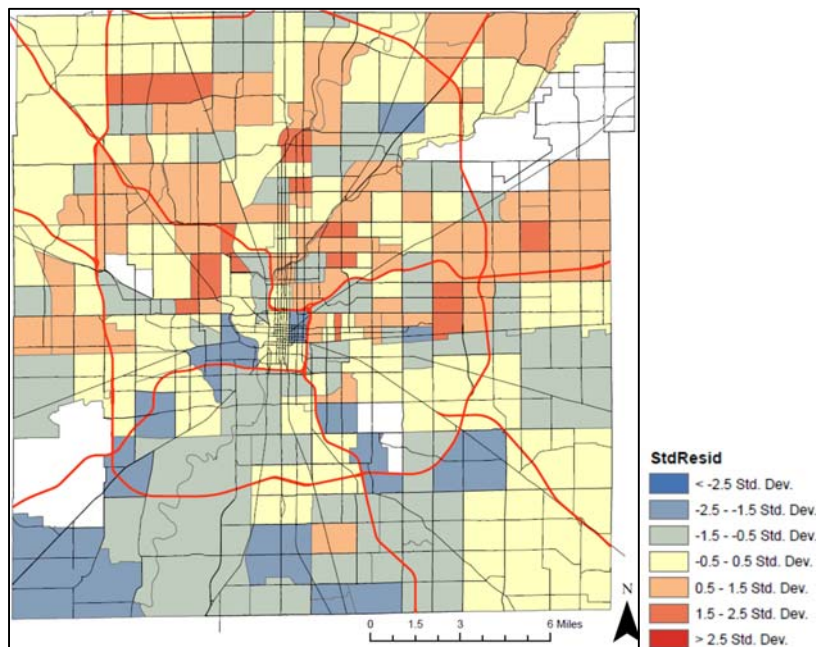 StdResid
< -2.5 Std. Dev.
-2.5 - -1.5 Std. Dev.
-1.5 - -0.5 Std. Dev.
-0.5 - 0.5 Std. Dev.
0.5 - 1.5 Std. Dev.
1.5 - 2.5 Std. Dev.
> 2.5 Std. Dev.
N
0 1.5 3 6 Miles